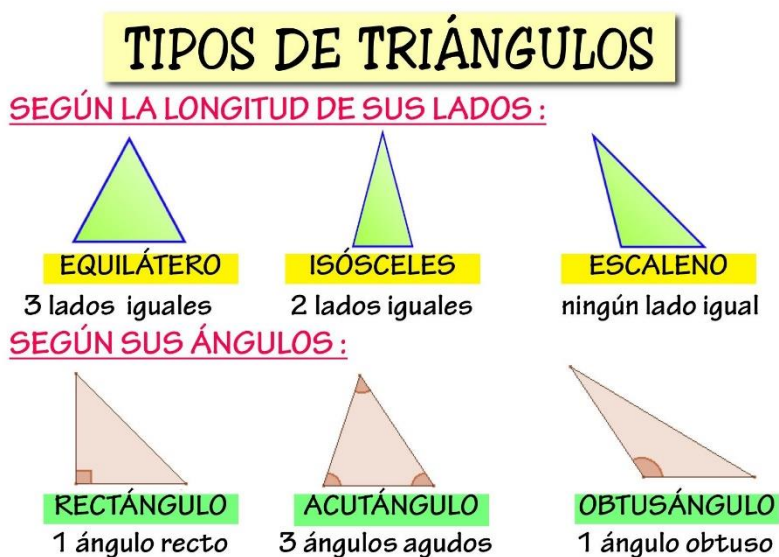 TIPOS DE TRIÁNGULOS
SEGÚN LA LONGITUD DE SUS LADOS :
EQUILÁTERO ISÓSCELES ESCALENO
3 lados iguales 2 lados iguales ningún lado igual
SEGÚN SUS ÁNGULOS :
RECTÁNGULO ACUTÁNGULO OBTUSÁNGULO
1 ángulo recto 3 ángulos agudos 1 ángulo obtuso